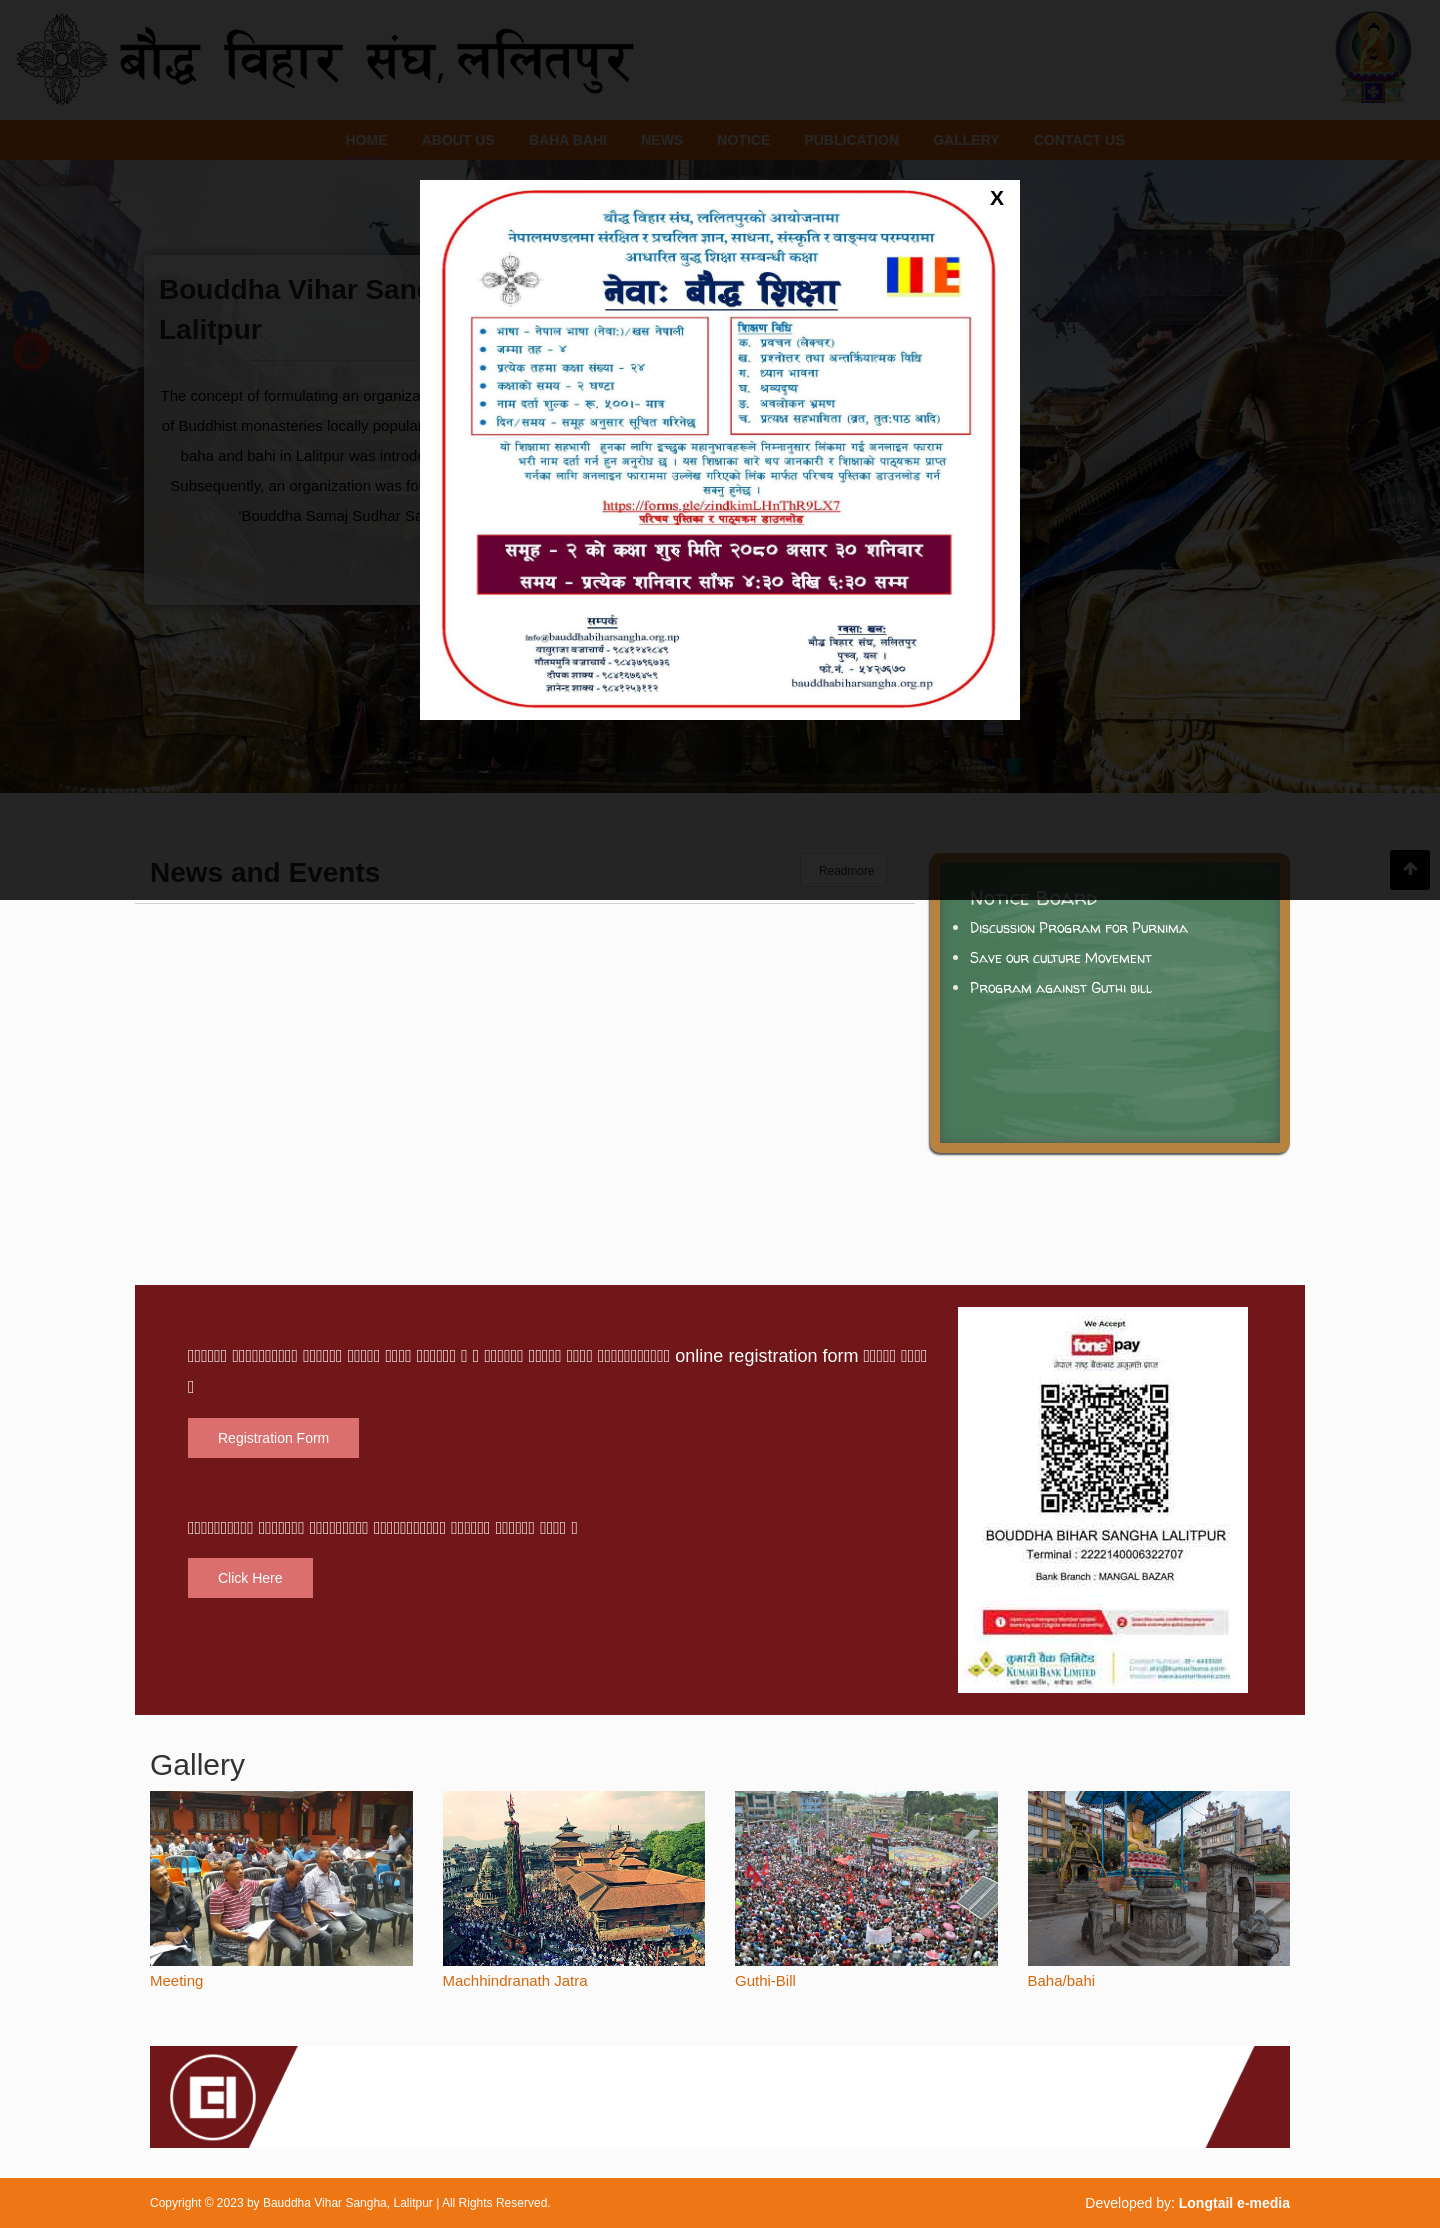 बौद्ध विहार संघ, ललितपुर
HOME ABOUT US BAHA BAHI NEWS NOTICE PUBLICATION GALLERY CONTACT US
X
बौद्ध विहार संघ, ललितपुरको आयोजनामा
नेपालमण्डलमा संरक्षित र प्रचलित ज्ञान, साधना, संस्कृति र वाङ्मय परम्परामा
आधारित बुद्ध शिक्षा सम्बन्धी कक्षा
नेवाः बौद्ध शिक्षा
भाषा - नेपाल भाषा (नेवाः)/खस नेपाली
जम्मा तह - ४
प्रत्येक तहमा कक्षा संख्या - २४
कक्षाको समय - २ घण्टा
नाम दर्ता शुल्क - रू. ५००।- मात्र
दिन/समय - समूह अनुसार सूचित गरिनेछ
शिक्षण विधि
क. प्रवचन (लेक्चर)
ख. प्रश्नोत्तर तथा अन्तर्क्रियात्मक विधि
ग. ध्यान भावना
घ. श्रव्यदृष्य
ङ. अवलोकन भ्रमण
च. प्रत्यक्ष सहभागिता (व्रत, तुतःपाठ आदि)
यो शिक्षामा सहभागी हुनका लागि इच्छुक महानुभावहरूले निम्नानुसार लिंकमा गई अनलाइन फाराम
भरी नाम दर्ता गर्न हुन अनुरोध छ । यस शिक्षाका बारे थप जानकारी र शिक्षाको पाठ्यक्रम प्राप्त
गर्नका लागि अनलाइन फाराममा उल्लेख गरिएको लिंक मार्फत परिचय पुस्तिका डाउनलोड गर्न
सक्नु हुनेछ ।
https://forms.gle/zindkimLHnThR9LX7
परिचय पुस्तिका र पाठ्यक्रम डाउनलोड
समूह - २ को कक्षा शुरु मिति २०८० असार ३० शनिवार
समय - प्रत्येक शनिवार साँझ ४:३० देखि ६:३० सम्म
सम्पर्क
info@bauddhabiharsangha.org.np
बाबुराजा बज्राचार्य - ९८४१२४२८४९
गौतममुनि बज्राचार्य - ९८४३७९६७३६
दीपक शाक्य - ९८४१६७६४५९
ज्ञानेन्द्र शाक्य - ९८४१२५३११२
ग्वसाः खलः
बौद्ध विहार संघ, ललितपुर
पुच्व, यल ।
फो.नं. - ५४२७६७०
bauddhabiharsangha.org.np
Bouddha Vihar Sang
Lalitpur
The concept of formulating an organiza
of Buddhist monasteries locally popular
baha and bahi in Lalitpur was introdu
Subsequently, an organization was fo
'Bouddha Samaj Sudhar Sa
News and Events
Readmore
Notice Board
Discussion Program for Purnima
Save our culture Movement
Program against Guthi bill
online registration form
Registration Form
Click Here
We Accept
fonepay
नेपाल राष्ट्र बैंकबाट अनुमति प्राप्त
BOUDDHA BIHAR SANGHA LALITPUR
Terminal : 2222140006322707
Bank Branch : MANGAL BAZAR
कुमारी बैंक लिमिटेड
KUMARI BANK LIMITED
Gallery
Meeting
Machhindranath Jatra
Guthi-Bill
Baha/bahi
Copyright © 2023 by Bauddha Vihar Sangha, Lalitpur | All Rights Reserved.
Developed by: Longtail e-media